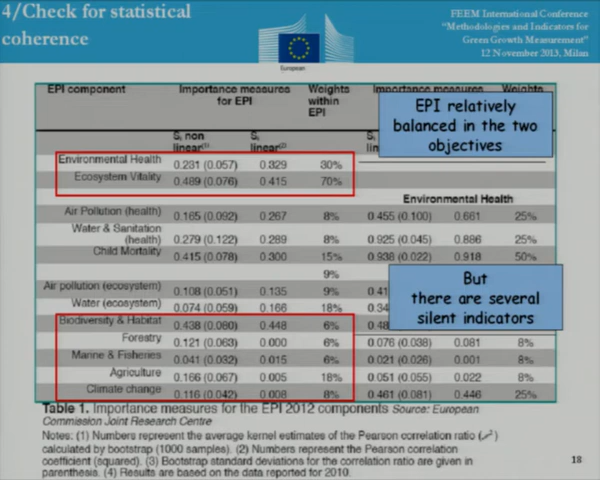 4/Check for statistical
coherence
FEEM International Conference
“Methodologies and Indicators for
Green Growth Measurement”
12 November 2013, Milan
European
EPI component Importance measures Weights Importance measures Weights
for EPI within
EPI
EPI relatively
balanced in the two
objectives
Si non Si
linear(1) linear(2)
Environmental Health 0.231 (0.057) 0.329 30%
Ecosystem Vitality 0.489 (0.076) 0.415 70%
Environmental Health
Air Pollution (health) 0.165 (0.092) 0.267 8% 0.455 (0.100) 0.661 25%
Water & Sanitation
(health) 0.279 (0.122) 0.289 8% 0.925 (0.045) 0.886 25%
Child Mortality 0.415 (0.078) 0.300 15% 0.938 (0.022) 0.918 50%
9%
Air pollution (ecosystem) 0.108 (0.051) 0.135 9% 0.41
Water (ecosystem) 0.074 (0.059) 0.166 18% 0.34
But
there are several
silent indicators
Biodiversity & Habitat 0.438 (0.080) 0.448 6% 0.48
Forestry 0.121 (0.063) 0.000 6% 0.076 (0.038) 0.081 8%
Marine & Fisheries 0.041 (0.032) 0.015 6% 0.021 (0.026) 0.001 8%
Agriculture 0.166 (0.067) 0.005 18% 0.051 (0.055) 0.022 8%
Climate change 0.116 (0.042) 0.008 8% 0.461 (0.081) 0.446 25%
Table 1. Importance measures for the EPI 2012 components Source: European
Commission Joint Research Centre
Notes: (1) Numbers represent the average kernel estimates of the Pearson correlation ratio
calculated by bootstrap (1000 samples). (2) Numbers represent the Pearson correlation
coefficient (squared). (3) Bootstrap standard deviations for the correlation ratio are given in
parenthesis. (4) Results are based on the data reported for 2010.
18